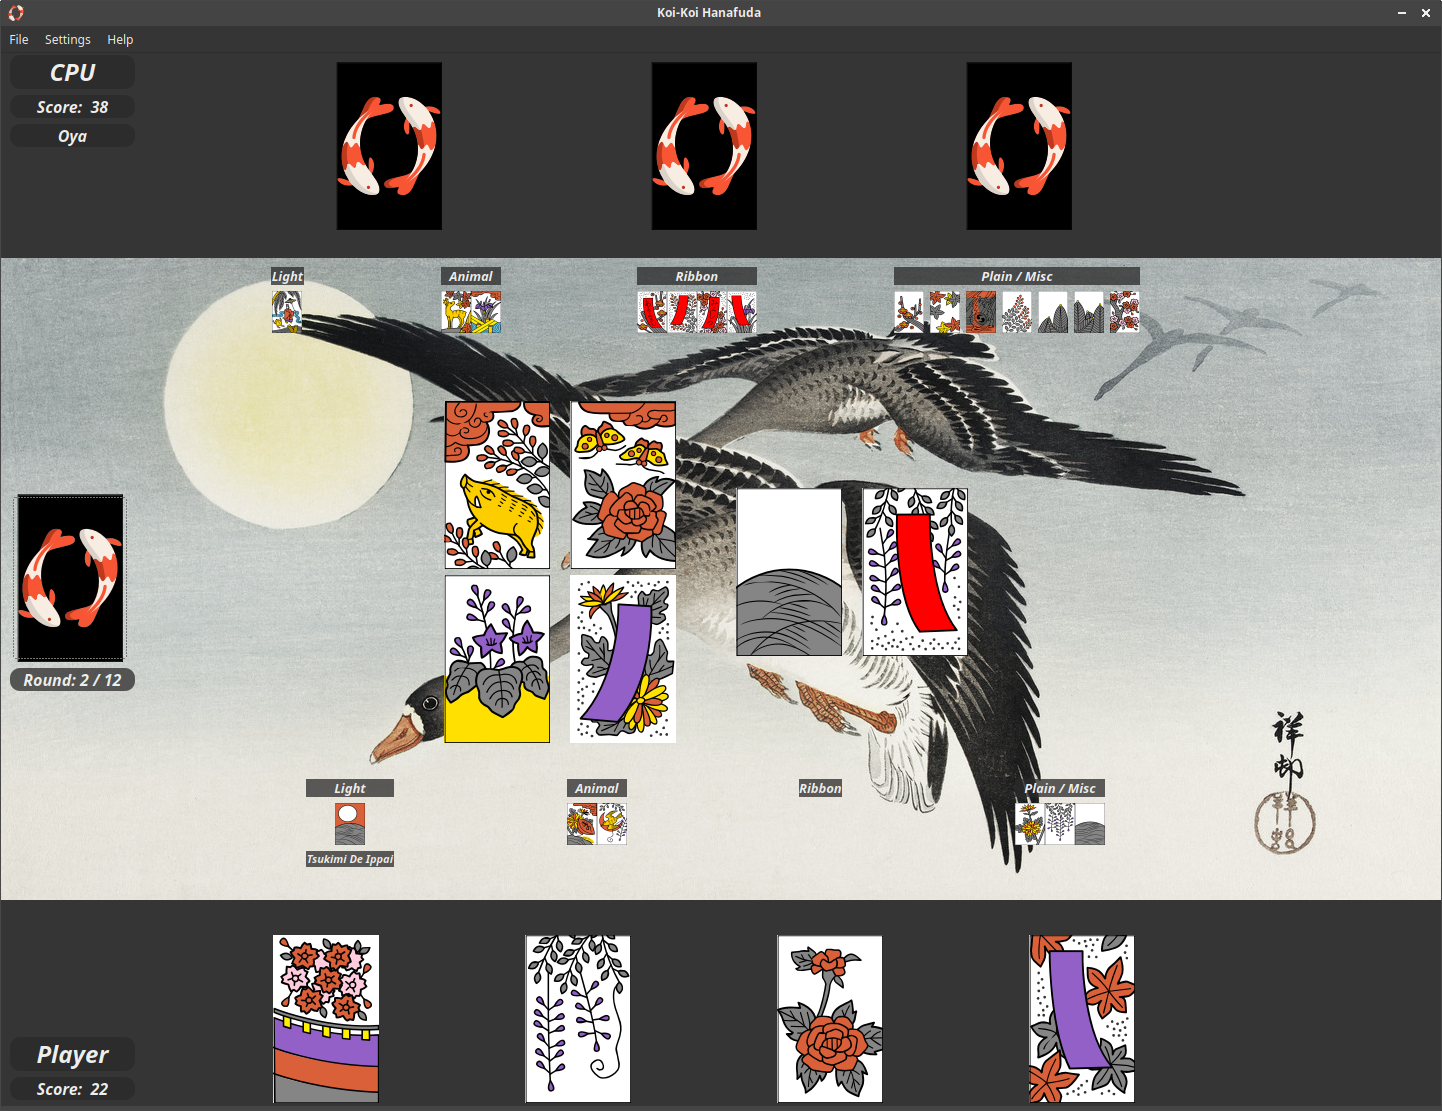 Koi-Koi Hanafuda
File Settings Help
CPU
Score: 38
Oya
Light
Animal
Ribbon
Plain / Misc
Round: 2 / 12
祥邨
Light
Animal
Ribbon
Plain / Misc
Tsukimi De Ippai
Player
Score: 22